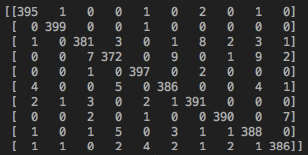 [[395 1 0 0 1 0 2 0 1 0]
[ 0 399 0 0 1 0 0 0 0 0]
[ 1 0 381 3 0 1 8 2 3 1]
[ 0 0 7 372 0 9 0 1 9 2]
[ 0 0 1 0 397 0 2 0 0 0]
[ 4 0 0 5 0 386 0 0 4 1]
[ 2 1 3 0 2 1 391 0 0 0]
[ 0 0 2 0 1 0 0 390 0 7]
[ 1 0 1 5 0 3 1 1 388 0]
[ 1 1 0 2 4 2 1 2 1 386]]